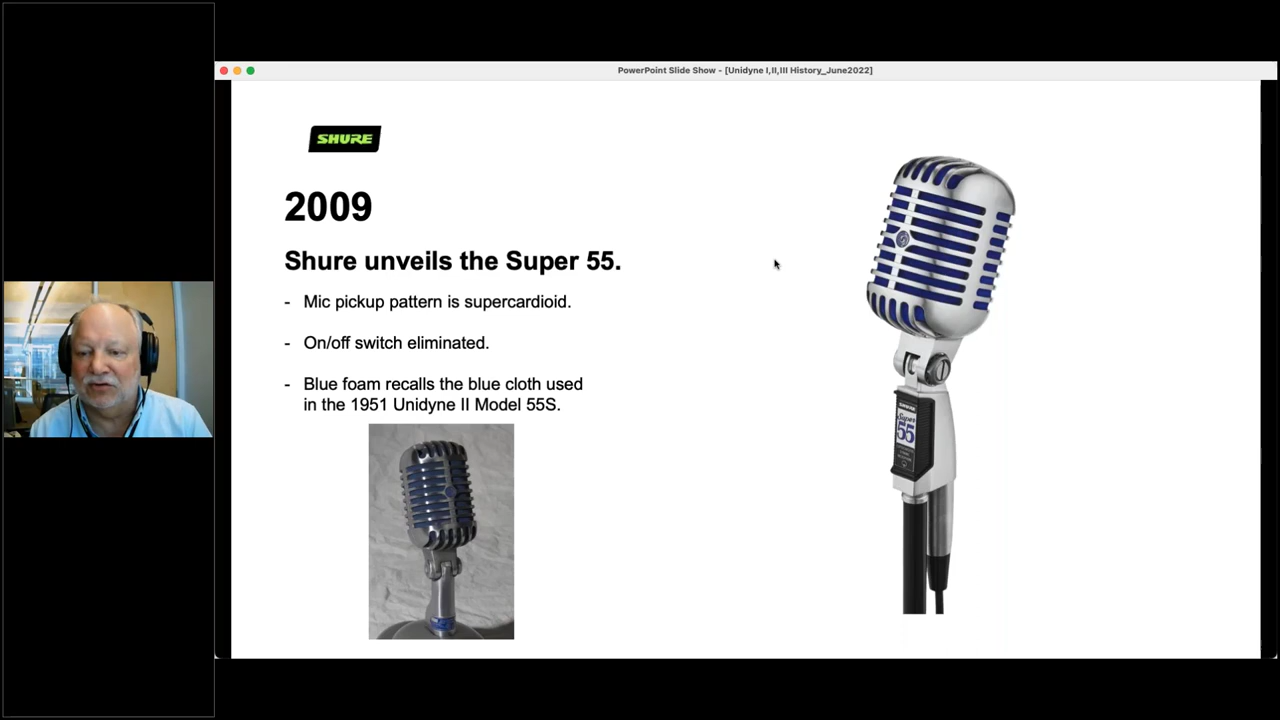 PowerPoint Slide Show - [Unidyne I,II,III History_June2022]
SHURE
2009
Shure unveils the Super 55.
- Mic pickup pattern is supercardioid.
- On/off switch eliminated.
- Blue foam recalls the blue cloth used
in the 1951 Unidyne II Model 55S.
SHURE
Super
55